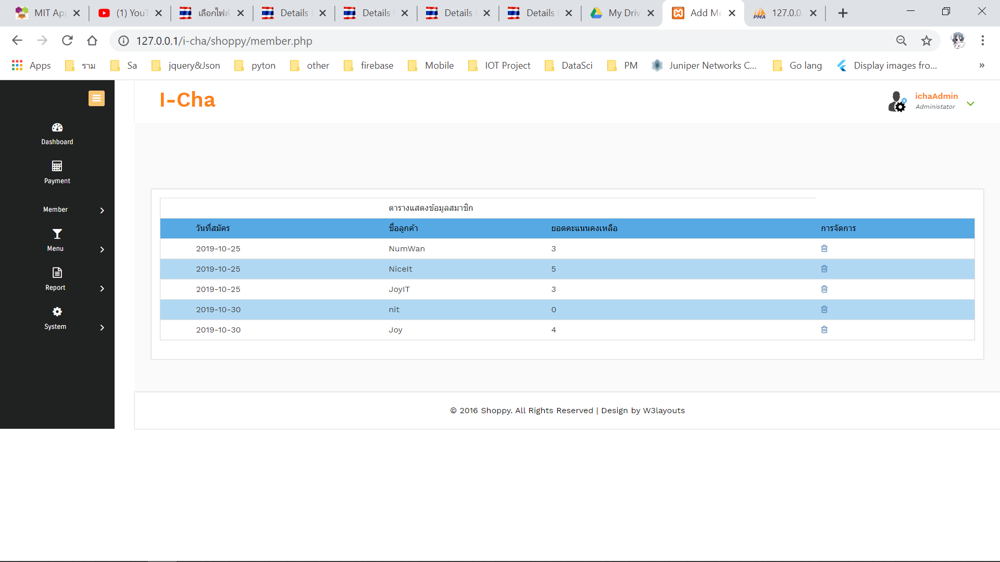 MIT Ap
(1) You
เลือกไฟล์
Details
Details
Details
Details
My Driv
Add Me
127.0.0.
127.0.0.1/i-cha/shoppy/member.php
Apps
ราม
Sa
jquery&Json
pyton
other
firebase
Mobile
IOT Project
DataSci
PM
Juniper Networks C...
Go lang
Display images fro...
»
I-Cha
ichaAdmin
Administator
Dashboard
Payment
Member
Menu
Report
System
ตารางแสดงข้อมูลสมาชิก
วันที่สมัคร ชื่อลูกค้า ยอดคะแนนคงเหลือ การจัดการ
2019-10-25 NumWan 3
2019-10-25 NiceIt 5
2019-10-25 JoyIT 3
2019-10-30 nit 0
2019-10-30 Joy 4
© 2016 Shoppy. All Rights Reserved | Design by W3layouts